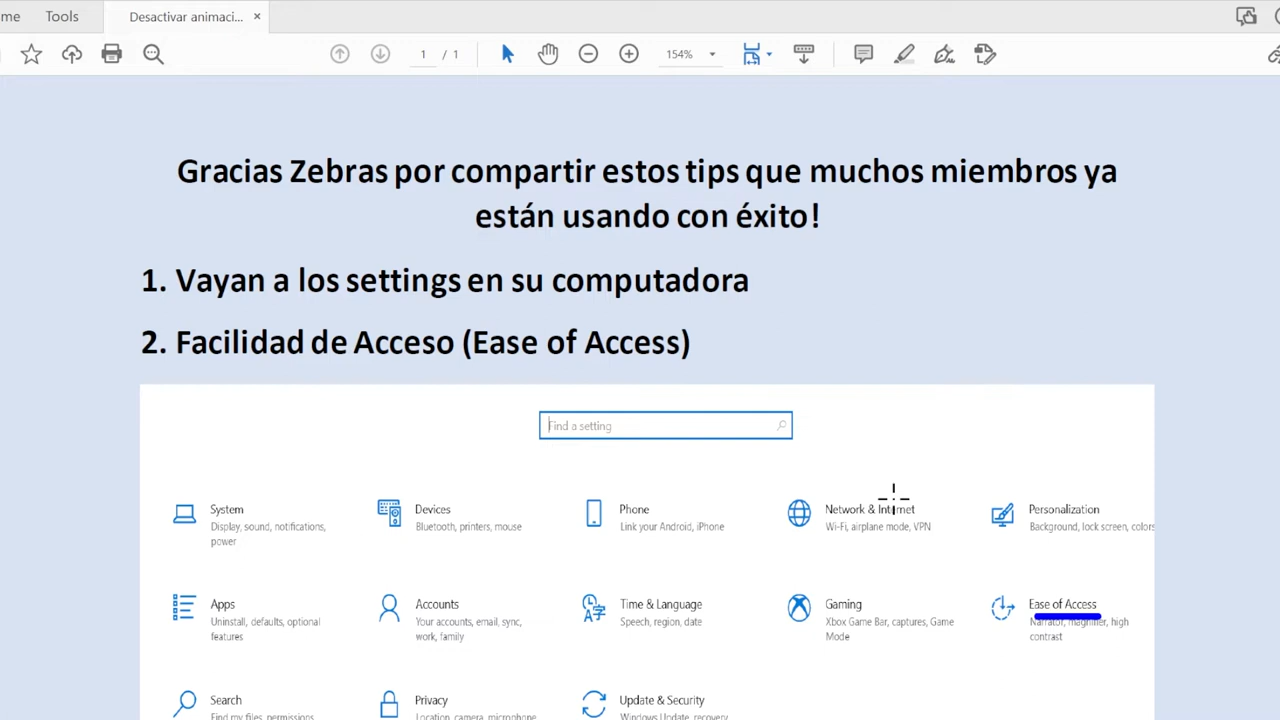 ome Tools Desactivar animaci... ×
1 / 1 154%
Gracias Zebras por compartir estos tips que muchos miembros ya
están usando con éxito!
1. Vayan a los settings en su computadora
2. Facilidad de Acceso (Ease of Access)
Find a setting
System Devices Phone Network & Internet Personalization
Display, sound, notifications, Bluetooth, printers, mouse Link your Android, iPhone Wi-Fi, airplane mode, VPN Background, lock screen, colors
power
Apps Accounts Time & Language Gaming Ease of Access
Uninstall, defaults, optional Your accounts, email, sync, Speech, region, date Xbox Game Bar, captures, Game Narrator, magnifier, high
features work, family Mode contrast
Search Privacy Update & Security
Find my files, permissions Location, camera, microphone Windows Update, recovery